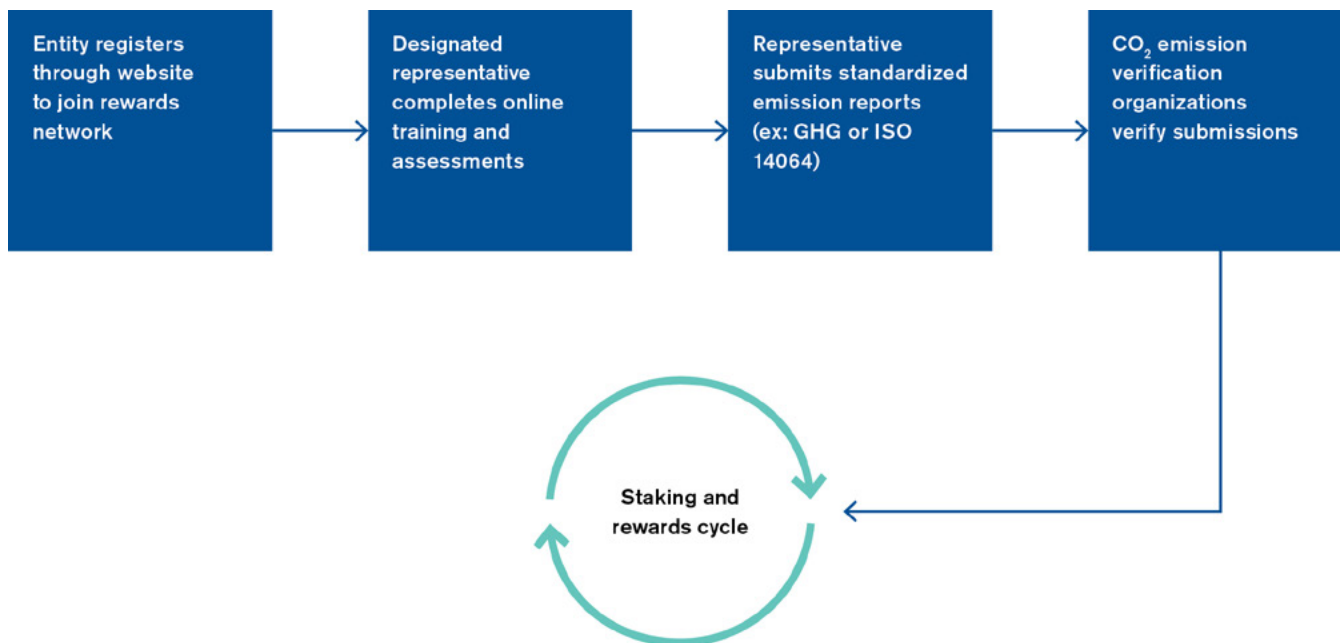 Entity registers
through website
to join rewards
network
Designated
representative
completes online
training and
assessments
Representative
submits standardized
emission reports
(ex: GHG or ISO
14064)
CO₂ emission
verification
organizations
verify submissions
Staking and
rewards cycle